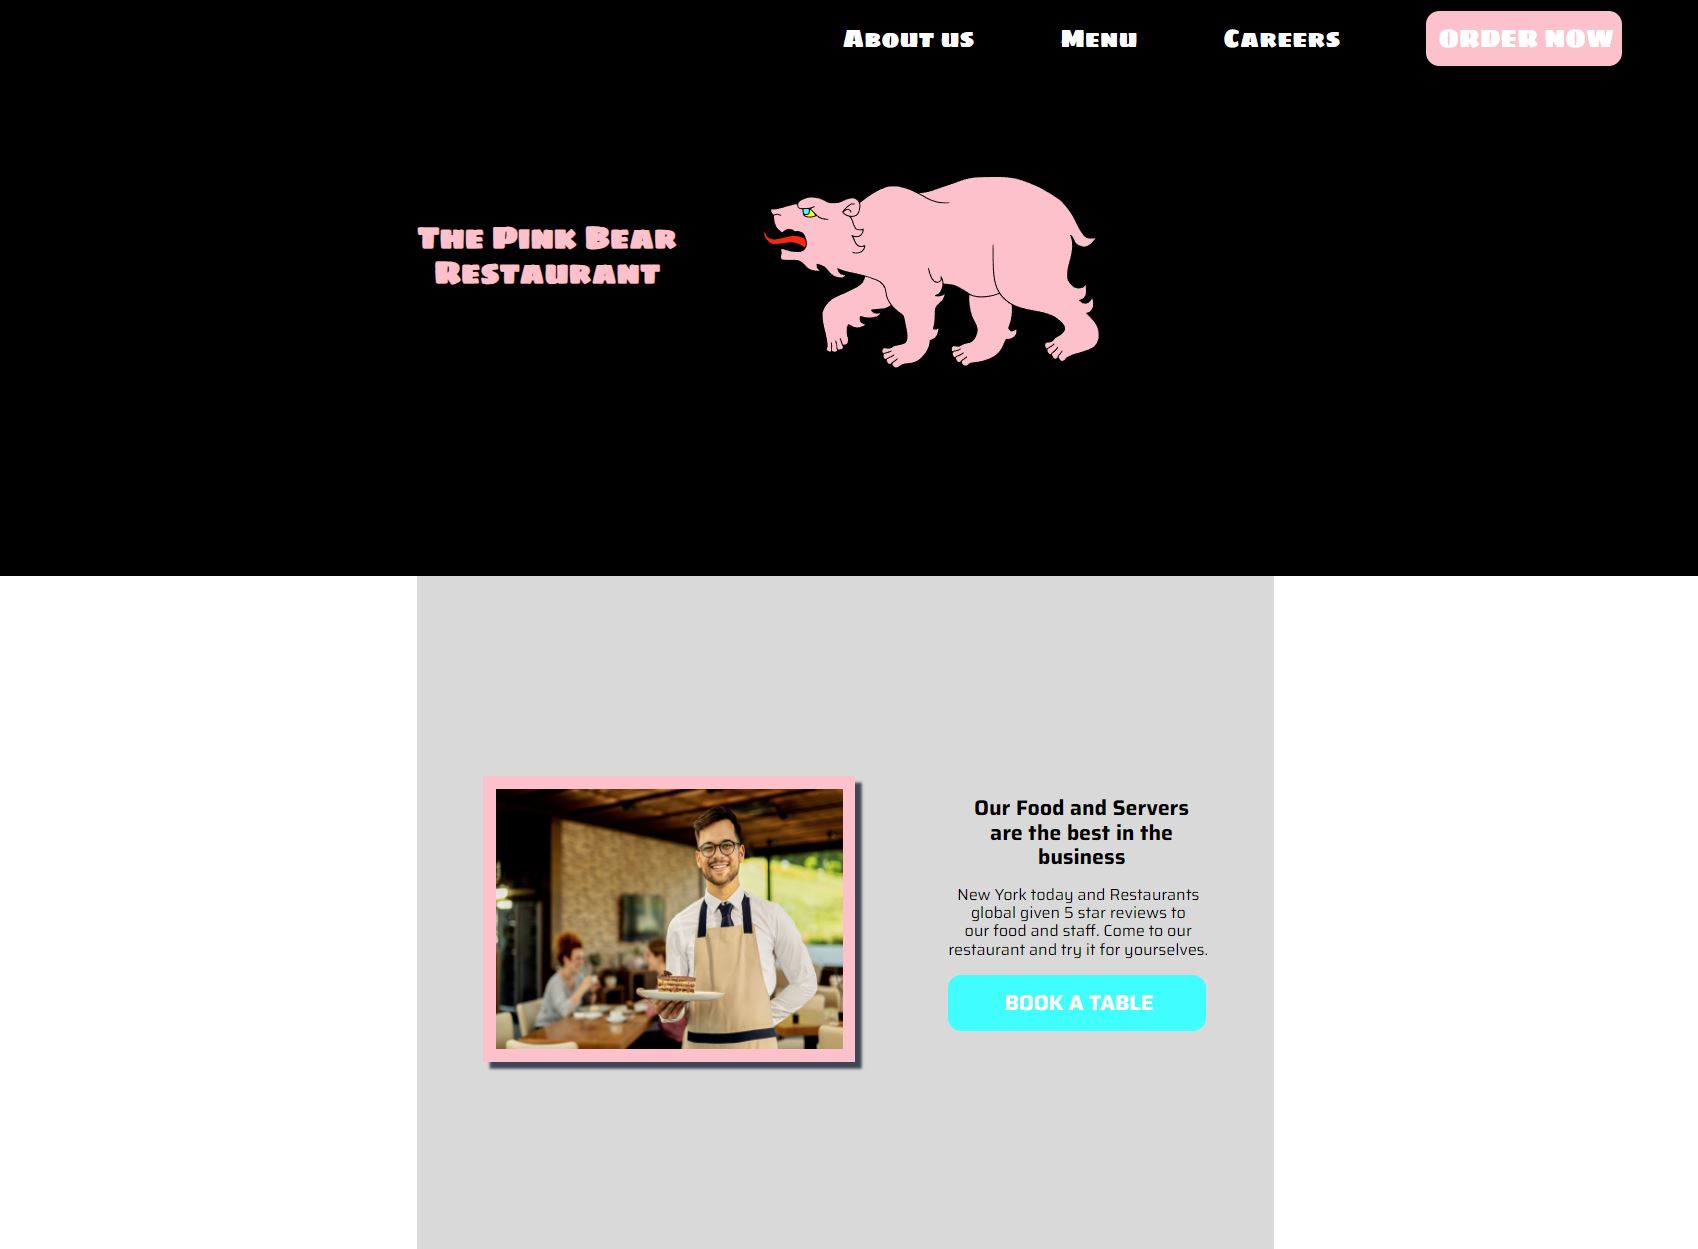 About us
Menu
Careers
ORDER NOW
The Pink Bear
Restaurant
Our Food and Servers
are the best in the
business
New York today and Restaurants
global given 5 star reviews to
our food and staff. Come to our
restaurant and try it for yourselves.
BOOK A TABLE